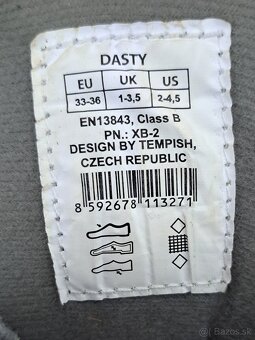 DASTY
EU UK US
33-36 1-3,5 2-4,5
EN13843, Class B
PN.: XB-2
DESIGN BY TEMPISH,
CZECH REPUBLIC
8 592678 113271
bazos.sk